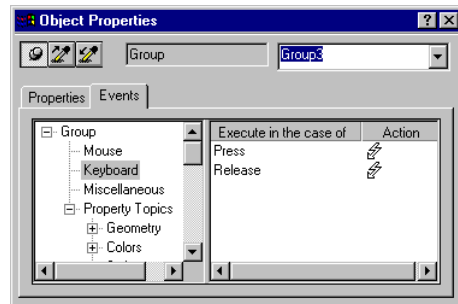 Object Properties
Group Group3
Properties Events
Group
Mouse
Keyboard
Miscellaneous
Property Topics
Geometry
Colors
Execute in the case of Action
Press
Release